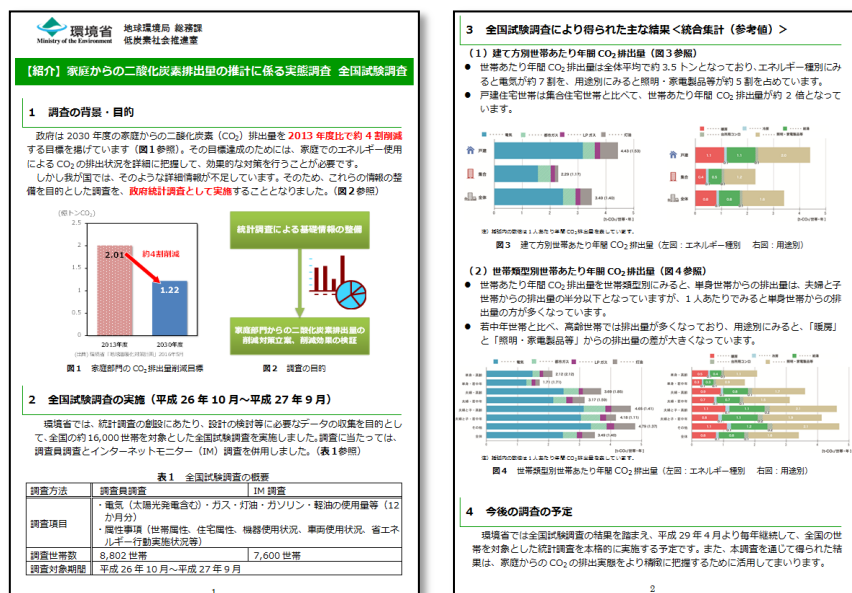 環境省
Ministry of the Environment
地球環境局 総務課
低炭素社会推進室
【紹介】家庭からの二酸化炭素排出量の推計に係る実態調査 全国試験調査
1 調査の背景・目的
政府は 2030 年度の家庭からの二酸化炭素（CO₂）排出量を 2013 年度比で約 4 割削減
する目標を掲げています（図1参照）。その目標達成のためには、家庭でのエネルギー使用
による CO₂ の排出状況を詳細に把握して、効果的な対策を行うことが必要です。
しかし我が国では、そのような詳細情報が不足しています。そのため、これらの情報の整
備を目的とした調査を、政府統計調査として実施することとなりました。（図2参照）
(億トンCO₂)
2.5
2
1.5
1
0.5
0
2.01
約4割削減
1.22
2013年度
2030年度
図1 家庭部門の CO₂排出量削減目標
統計調査による基礎情報の整備
家庭部門からの二酸化炭素排出量の
削減対策立案、削減効果の検証
図2 調査の目的
2 全国試験調査の実施（平成 26 年 10 月～平成 27 年 9 月）
環境省では、統計調査の創設にあたり、設計の検討等に必要なデータの収集を目的とし
て、全国の約16,000 世帯を対象とした全国試験調査を実施しました。調査に当たっては、
調査員調査とインターネットモニター（IM）調査を併用しました。（表1参照）
表1 全国試験調査の概要
調査方法 調査員調査 IM 調査
調査項目
・電気（太陽光発電含む）・ガス・灯油・ガソリン・軽油の使用量等（12
か月分）
・属性事項（世帯属性、住宅属性、機器使用状況、車両使用状況、省エネ
ルギー行動実施状況等）
調査世帯数 8,802 世帯 7,600 世帯
調査対象期間 平成 26 年 10 月～平成 27 年 9 月
1
3 全国試験調査により得られた主な結果＜統合集計（参考値）＞
（1）建て方別世帯あたり年間 CO₂ 排出量（図3参照）
● 世帯あたり年間 CO₂ 排出量は全体平均で約 3.5 トンとなっており、エネルギー種別にみ
ると電気が約 7 割を、用途別にみると照明・家電製品等が約 5 割を占めています。
● 戸建住宅世帯は集合住宅世帯と比べて、世帯あたり年間 CO₂ 排出量が約 2 倍となって
います。
電気 都市ガス LPガス 灯油
戸建
集合
全体
0 1 2 3 4 5
戸建
集合
全体
0 1 2 3 4 5
図3 建て方別世帯あたり年間 CO₂ 排出量（左図：エネルギー種別 右図：用途別）
（2）世帯類型別世帯あたり年間 CO₂ 排出量（図4参照）
● 世帯あたり年間 CO₂ 排出量を世帯類型別にみると、単身世帯からの排出量は、夫婦と子
世帯からの排出量の半分以下となっていますが、1 人あたりでみると単身世帯からの排
出量の方が多くなっています。
● 若中年世帯と比べ、高齢世帯では排出量が多くなっており、用途別にみると、「暖房」
と「照明・家電製品等」からの排出量の差が大きくなっています。
図4 世帯類型別世帯あたり年間 CO₂ 排出量（左図：エネルギー種別 右図：用途別）
4 今後の調査の予定
環境省では全国試験調査の結果を踏まえ、平成 29 年 4 月より毎年継続して、全国の世
帯を対象とした統計調査を本格的に実施する予定です。また、本調査を通じて得られた結
果は、家庭からの CO₂ の排出実態をより精緻に把握するために活用してまいります。
2